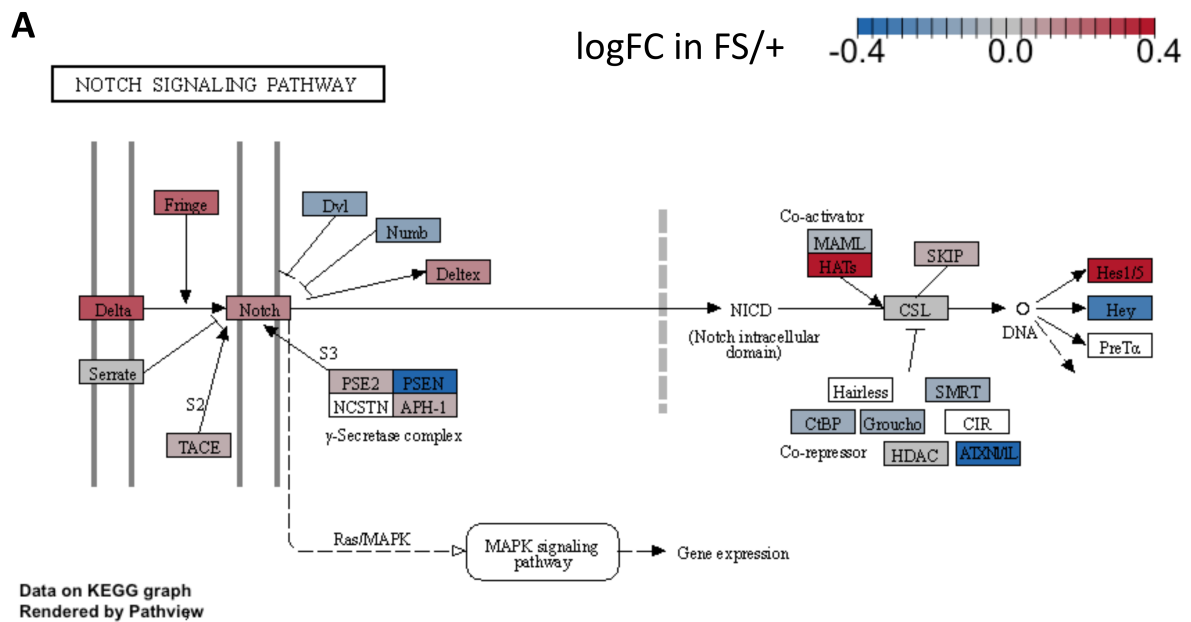 A
logFC in FS/+
-0.4 0.0 0.4
NOTCH SIGNALING PATHWAY
Fringe
Dvl
Numb
Deltex
Delta
Notch
Serrate
S2
TACE
S3
PSE2 PSEN
NCSTN APH-1
γ-Secretase complex
NICD
(Notch intracellular
domain)
Co-activator
MAML
HATs
SKIP
CSL
DNA
Hes1/5
Hey
PreTα
Hairless SMRT
CtBP Groucho CIR
Co-repressor HDAC ATXN1/1L
Ras/MAPK
MAPK signaling
pathway
Gene expression
Data on KEGG graph
Rendered by Pathview